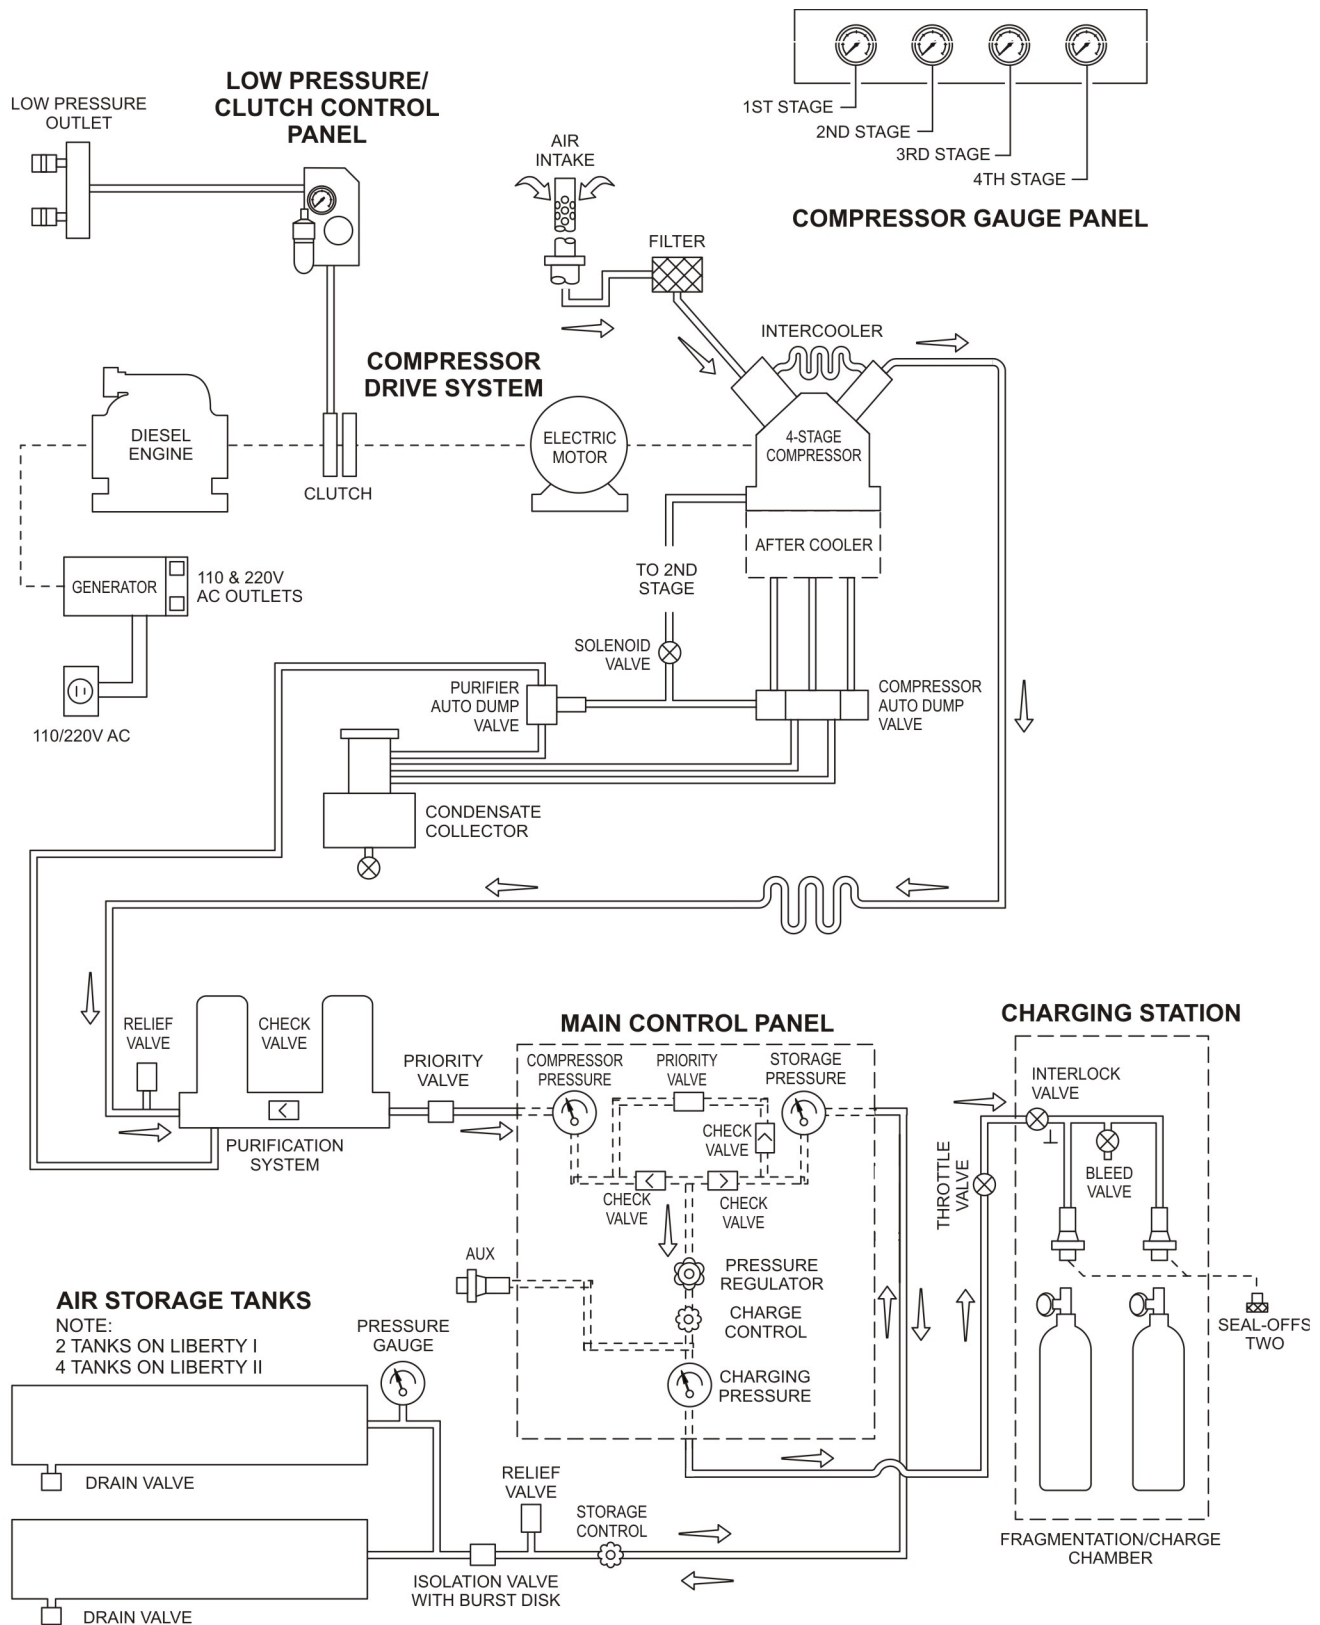 LOW PRESSURE
OUTLET
LOW PRESSURE/
CLUTCH CONTROL
PANEL
1ST STAGE
2ND STAGE
3RD STAGE
4TH STAGE
COMPRESSOR GAUGE PANEL
AIR
INTAKE
FILTER
INTERCOOLER
COMPRESSOR
DRIVE SYSTEM
DIESEL
ENGINE
CLUTCH
ELECTRIC
MOTOR
4-STAGE
COMPRESSOR
AFTER COOLER
TO 2ND
STAGE
GENERATOR
110 & 220V
AC OUTLETS
110/220V AC
SOLENOID
VALVE
PURIFIER
AUTO DUMP
VALVE
COMPRESSOR
AUTO DUMP
VALVE
CONDENSATE
COLLECTOR
RELIEF
VALVE
CHECK
VALVE
PURIFICATION
SYSTEM
PRIORITY
VALVE
MAIN CONTROL PANEL
COMPRESSOR
PRESSURE
PRIORITY
VALVE
STORAGE
PRESSURE
CHECK
VALVE
CHECK
VALVE
CHECK
VALVE
PRESSURE
REGULATOR
CHARGE
CONTROL
CHARGING
PRESSURE
AUX
CHARGING STATION
INTERLOCK
VALVE
THROTTLE
VALVE
BLEED
VALVE
SEAL-OFFS
TWO
FRAGMENTATION/CHARGE
CHAMBER
AIR STORAGE TANKS
NOTE:
2 TANKS ON LIBERTY I
4 TANKS ON LIBERTY II
PRESSURE
GAUGE
DRAIN VALVE
RELIEF
VALVE
STORAGE
CONTROL
ISOLATION VALVE
WITH BURST DISK
DRAIN VALVE